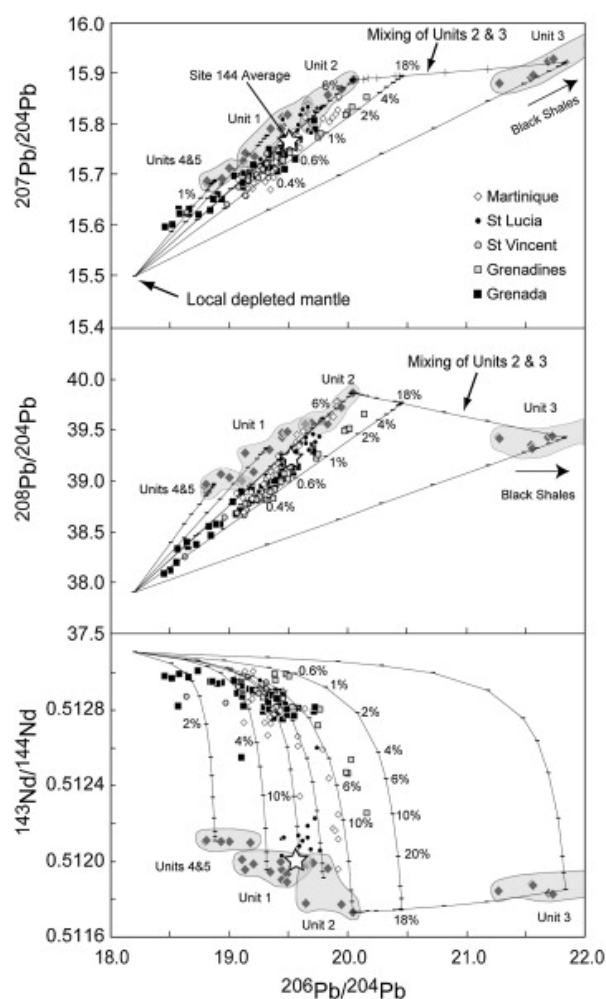 16.0
15.9
15.8
15.7
15.6
15.5
15.4
207Pb/204Pb
Mixing of Units 2 & 3
Unit 3
Unit 2
18%
Site 144 Average
6%
4%
Black Shales
Unit 1
2%
1%
Units 4&5
0.6%
0.4%
1%
Martinique
St Lucia
St Vincent
Grenadines
Grenada
Local depleted mantle
40.0
39.0
38.0
37.5
208Pb/204Pb
Mixing of Units 2 & 3
Unit 2
18%
6%
Unit 3
Unit 1
4%
2%
Units 4&5
1%
Black Shales
0.6%
0.4%
0.5128
0.5124
0.5120
0.5116
143Nd/144Nd
0.6%
1%
2%
2%
4%
4%
6%
6%
10%
10%
10%
20%
Units 4&5
Unit 1
Unit 2
18%
Unit 3
18.0
19.0
20.0
21.0
22.0
206Pb/204Pb